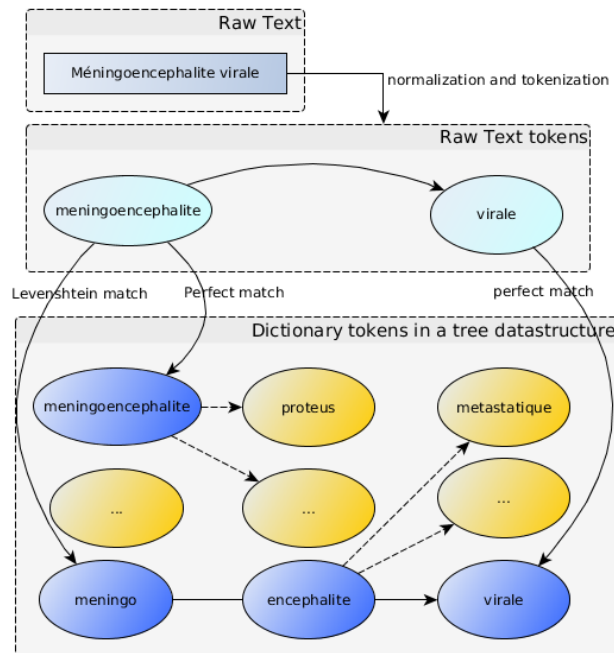 Raw Text
Méningoencephalite virale
normalization and tokenization
Raw Text tokens
meningoencephalite
virale
Levenshtein match
Perfect match
perfect match
Dictionary tokens in a tree datastructure
meningoencephalite
proteus
metastatique
...
...
...
meningo
encephalite
virale